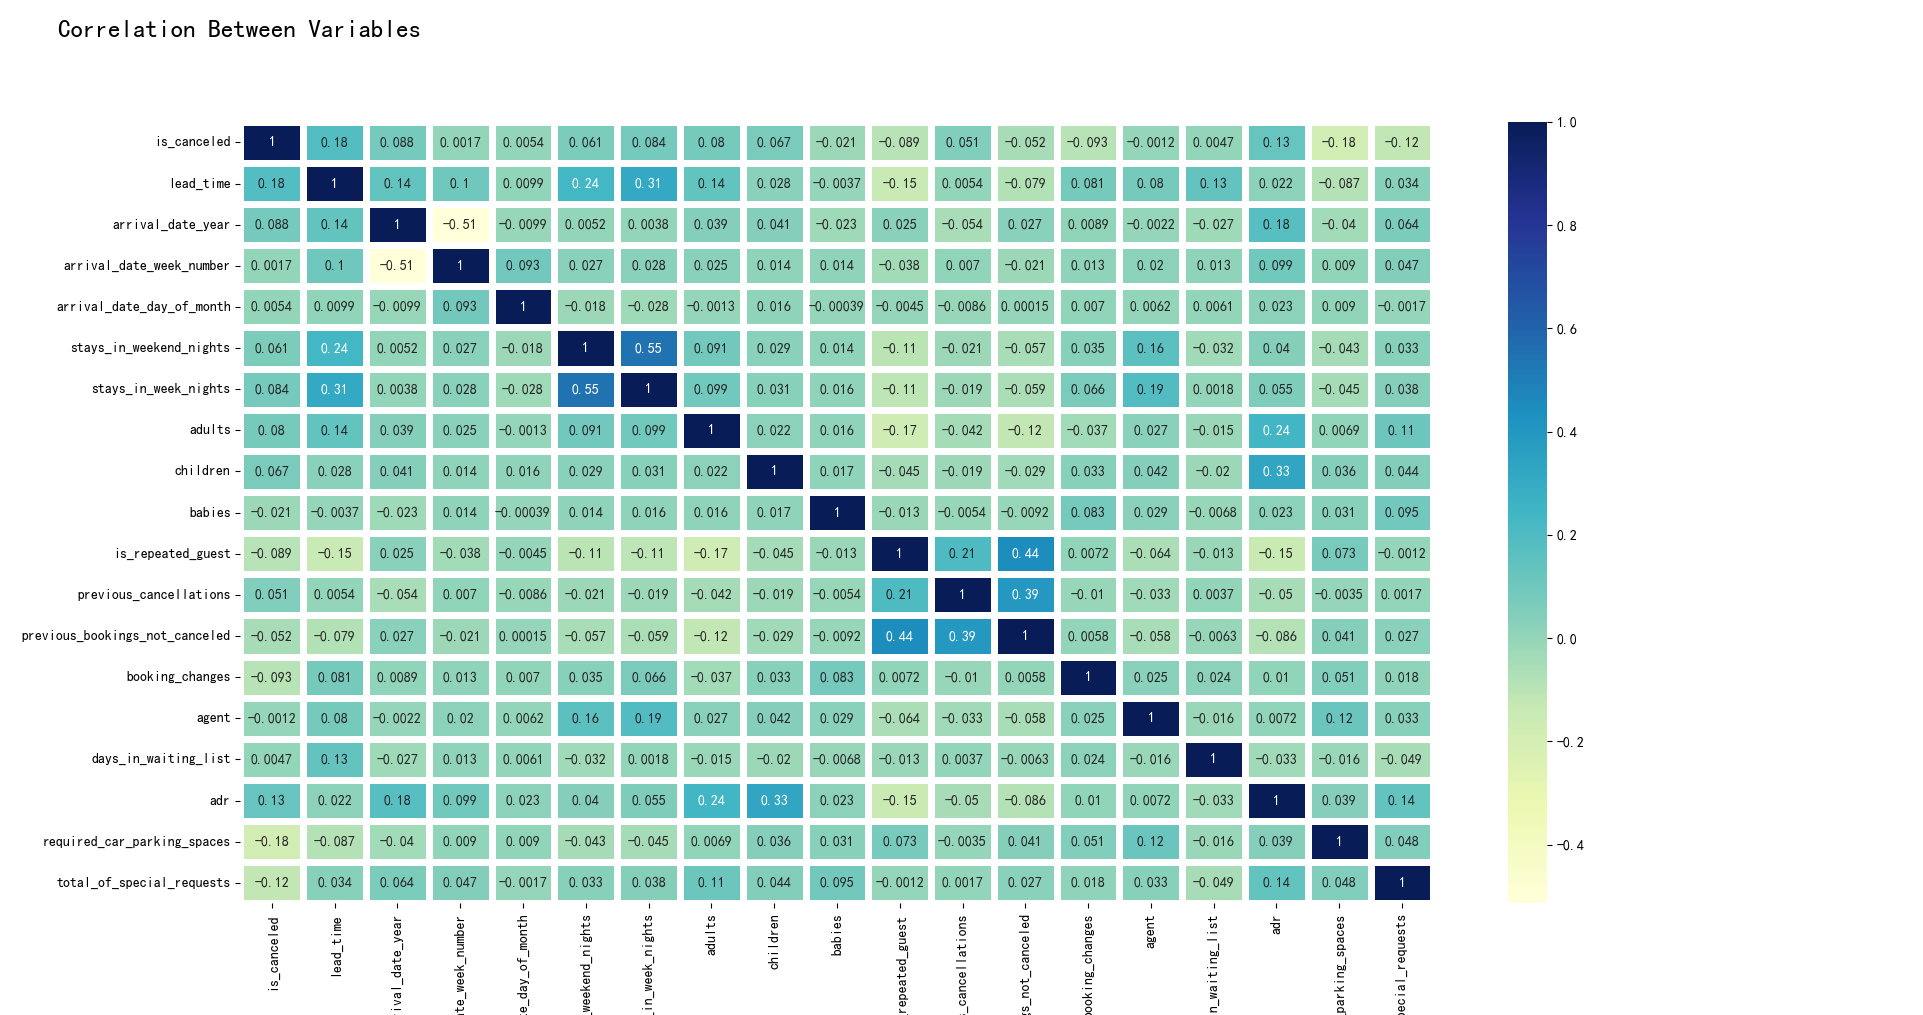 Correlation Between Variables
is_canceled 1 0.18 0.088 0.0017 0.0054 0.061 0.084 0.08 0.067 -0.021 -0.089 0.051 -0.052 -0.093 -0.0012 0.0047 0.13 -0.18 -0.12
lead_time 0.18 1 0.14 0.1 0.0099 0.24 0.31 0.14 0.028 -0.0037 -0.15 0.0054 -0.079 0.081 0.08 0.13 0.022 -0.087 0.034
arrival_date_year 0.088 0.14 1 -0.51 -0.0099 0.0052 0.0038 0.039 0.041 -0.023 0.025 -0.054 0.027 0.0089 -0.0022 -0.027 0.18 -0.04 0.064
arrival_date_week_number 0.0017 0.1 -0.51 1 0.093 0.027 0.028 0.025 0.014 0.014 -0.038 0.007 -0.021 0.013 0.02 0.013 0.099 0.009 0.047
arrival_date_day_of_month 0.0054 0.0099 -0.0099 0.093 1 -0.018 -0.028 -0.0013 0.016 -0.00039 -0.0045 -0.0086 0.00015 0.007 0.0062 0.0061 0.023 0.009 -0.0017
stays_in_weekend_nights 0.061 0.24 0.0052 0.027 -0.018 1 0.55 0.091 0.029 0.014 -0.11 -0.021 -0.057 0.035 0.16 -0.032 0.04 -0.043 0.033
stays_in_week_nights 0.084 0.31 0.0038 0.028 -0.028 0.55 1 0.099 0.031 0.016 -0.11 -0.019 -0.059 0.066 0.19 0.0018 0.055 -0.045 0.038
adults 0.08 0.14 0.039 0.025 -0.0013 0.091 0.099 1 0.022 0.016 -0.17 -0.042 -0.12 -0.037 0.027 -0.015 0.24 0.0069 0.11
children 0.067 0.028 0.041 0.014 0.016 0.029 0.031 0.022 1 0.017 -0.045 -0.019 -0.029 0.033 0.042 -0.02 0.33 0.036 0.044
babies -0.021 -0.0037 -0.023 0.014 -0.00039 0.014 0.016 0.016 0.017 1 -0.013 -0.0054 -0.0092 0.083 0.029 -0.0068 0.023 0.031 0.095
is_repeated_guest -0.089 -0.15 0.025 -0.038 -0.0045 -0.11 -0.11 -0.17 -0.045 -0.013 1 0.21 0.44 0.0072 -0.064 -0.013 -0.15 0.073 -0.0012
previous_cancellations 0.051 0.0054 -0.054 0.007 -0.0086 -0.021 -0.019 -0.042 -0.019 -0.0054 0.21 1 0.39 -0.01 -0.033 0.0037 -0.05 -0.0035 0.0017
previous_bookings_not_canceled -0.052 -0.079 0.027 -0.021 0.00015 -0.057 -0.059 -0.12 -0.029 -0.0092 0.44 0.39 1 0.0058 -0.058 -0.0063 -0.086 0.041 0.027
booking_changes -0.093 0.081 0.0089 0.013 0.007 0.035 0.066 -0.037 0.033 0.083 0.0072 -0.01 0.0058 1 0.025 0.024 0.01 0.051 0.018
agent -0.0012 0.08 -0.0022 0.02 0.0062 0.16 0.19 0.027 0.042 0.029 -0.064 -0.033 -0.058 0.025 1 -0.016 0.0072 0.12 0.033
days_in_waiting_list 0.0047 0.13 -0.027 0.013 0.0061 -0.032 0.0018 -0.015 -0.02 -0.0068 -0.013 0.0037 -0.0063 0.024 -0.016 1 -0.033 -0.016 -0.049
adr 0.13 0.022 0.18 0.099 0.023 0.04 0.055 0.24 0.33 0.023 -0.15 -0.05 -0.086 0.01 0.0072 -0.033 1 0.039 0.14
required_car_parking_spaces -0.18 -0.087 -0.04 0.009 0.009 -0.043 -0.045 0.0069 0.036 0.031 0.073 -0.0035 0.041 0.051 0.12 -0.016 0.039 1 0.048
total_of_special_requests -0.12 0.034 0.064 0.047 -0.0017 0.033 0.038 0.11 0.044 0.095 -0.0012 0.0017 0.027 0.018 0.033 -0.049 0.14 0.048 1
is_canceled
lead_time
rival_date_year
ate_week_number
te_day_of_month
_weekend_nights
_in_week_nights
adults
children
babies
_repeated_guest
s_cancellations
gs_not_canceled
ooking_changes
agent
n_waiting_list
adr
parking_spaces
pecial_requests
1.0
0.8
0.6
0.4
0.2
0.0
-0.2
-0.4